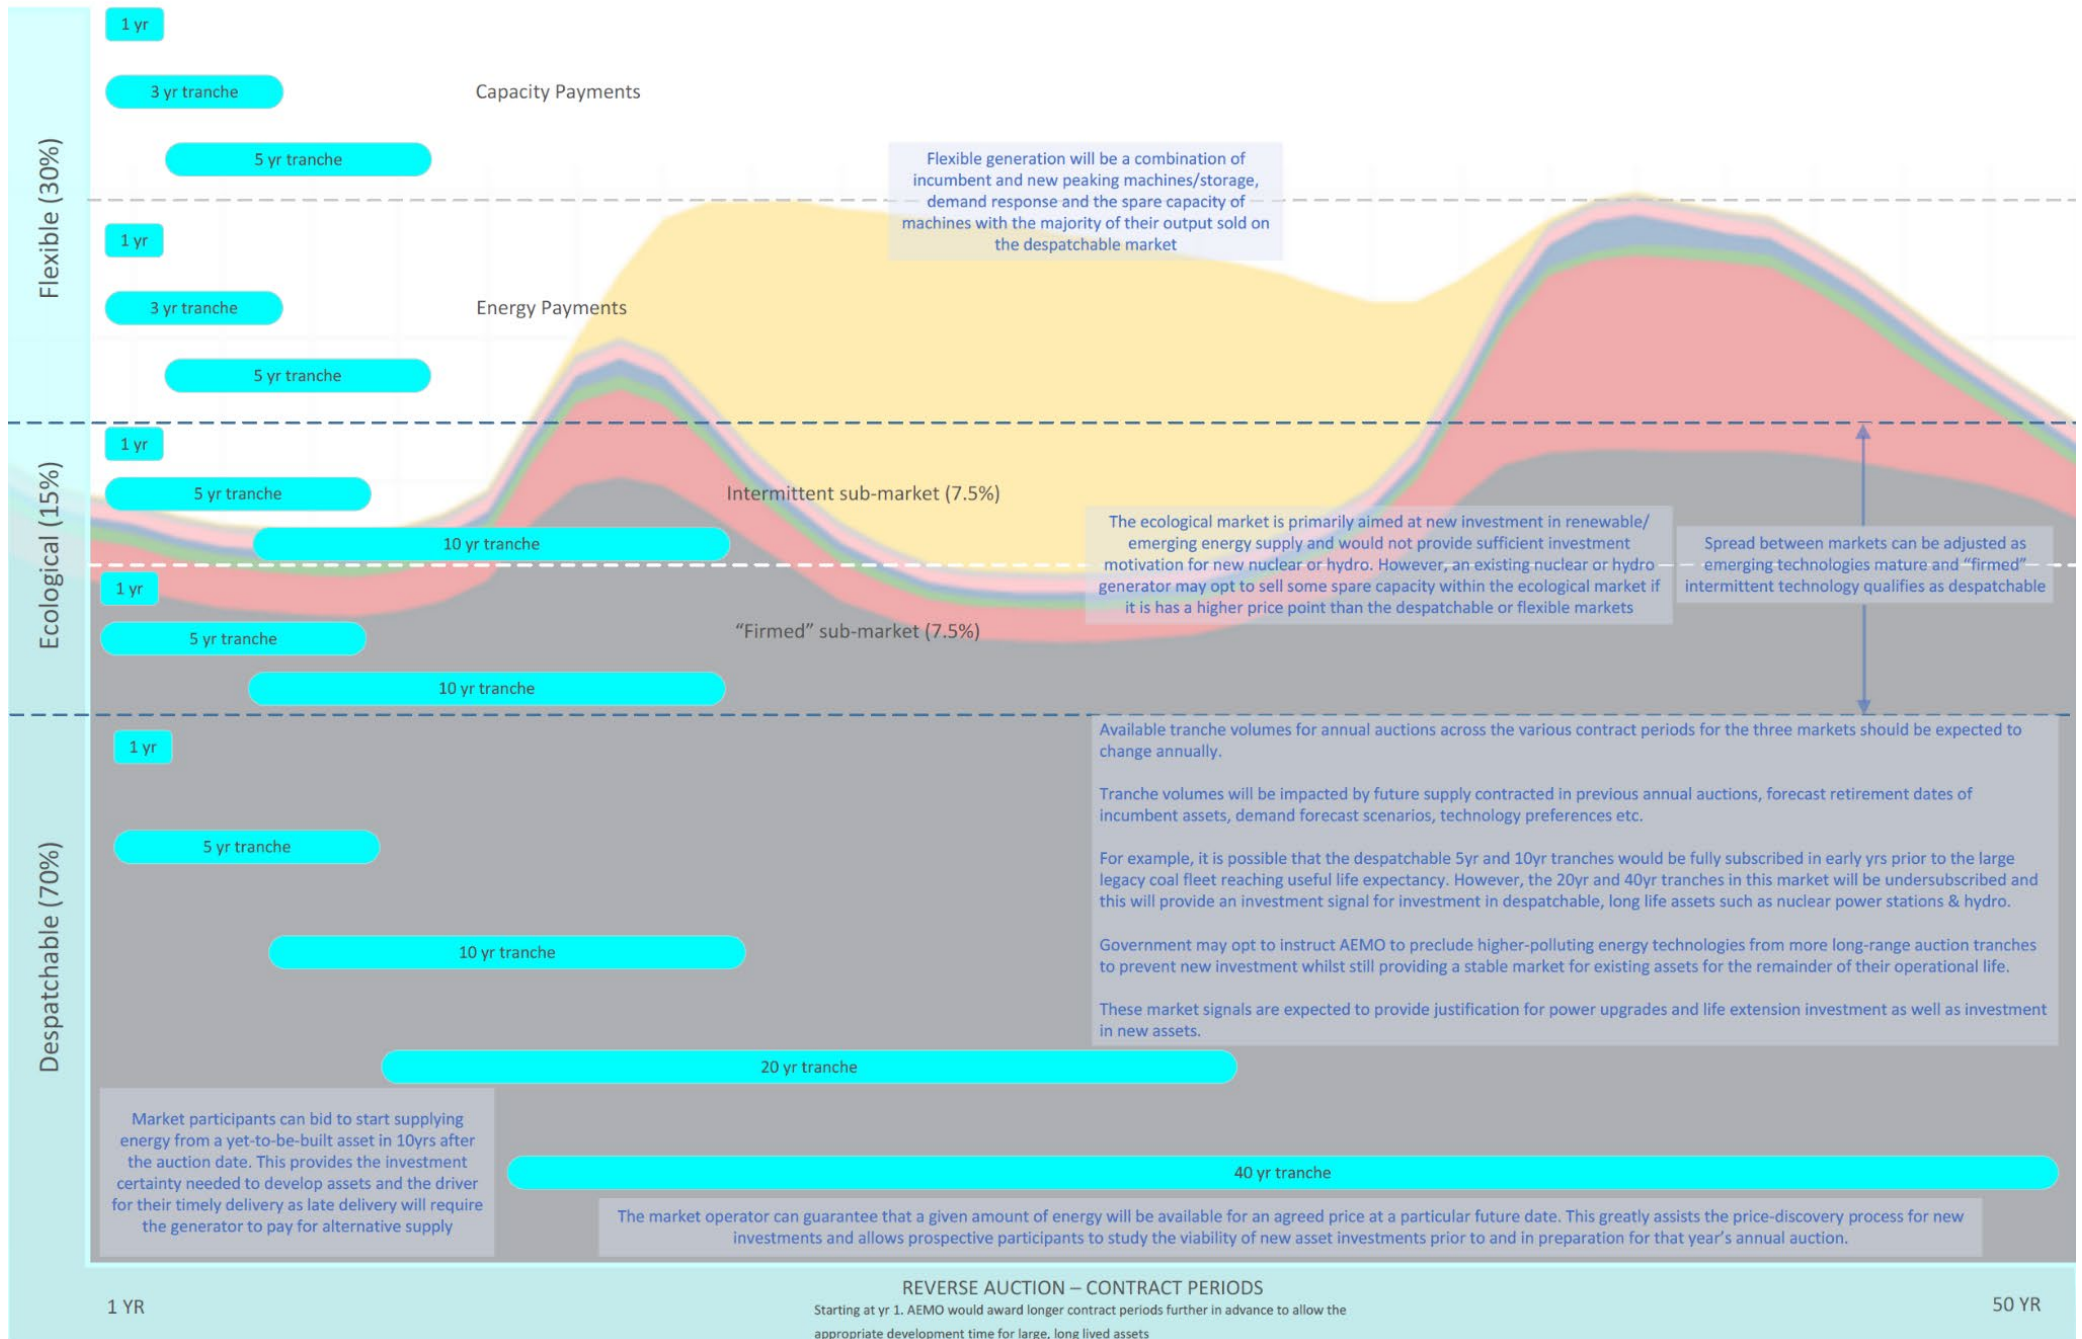 Flexible (30%)
1 yr
3 yr tranche
Capacity Payments
5 yr tranche
Flexible generation will be a combination of
incumbent and new peaking machines/storage,
demand response and the spare capacity of
machines with the majority of their output sold on
the despatchable market
1 yr
3 yr tranche
Energy Payments
5 yr tranche
Ecological (15%)
1 yr
5 yr tranche
Intermittent sub-market (7.5%)
10 yr tranche
The ecological market is primarily aimed at new investment in renewable/
emerging energy supply and would not provide sufficient investment
motivation for new nuclear or hydro. However, an existing nuclear or hydro
generator may opt to sell some spare capacity within the ecological market if
it is has a higher price point than the despatchable or flexible markets
Spread between markets can be adjusted as
emerging technologies mature and “firmed”
intermittent technology qualifies as despatchable
1 yr
5 yr tranche
“Firmed” sub-market (7.5%)
10 yr tranche
Despatchable (70%)
1 yr
5 yr tranche
10 yr tranche
20 yr tranche
40 yr tranche
Available tranche volumes for annual auctions across the various contract periods for the three markets should be expected to
change annually.
Tranche volumes will be impacted by future supply contracted in previous annual auctions, forecast retirement dates of
incumbent assets, demand forecast scenarios, technology preferences etc.
For example, it is possible that the despatchable 5yr and 10yr tranches would be fully subscribed in early yrs prior to the large
legacy coal fleet reaching useful life expectancy. However, the 20yr and 40yr tranches in this market will be undersubscribed and
this will provide an investment signal for investment in despatchable, long life assets such as nuclear power stations & hydro.
Government may opt to instruct AEMO to preclude higher-polluting energy technologies from more long-range auction tranches
to prevent new investment whilst still providing a stable market for existing assets for the remainder of their operational life.
These market signals are expected to provide justification for power upgrades and life extension investment as well as investment
in new assets.
Market participants can bid to start supplying
energy from a yet-to-be-built asset in 10yrs after
the auction date. This provides the investment
certainty needed to develop assets and the driver
for their timely delivery as late delivery will require
the generator to pay for alternative supply
The market operator can guarantee that a given amount of energy will be available for an agreed price at a particular future date. This greatly assists the price-discovery process for new
investments and allows prospective participants to study the viability of new asset investments prior to and in preparation for that year’s annual auction.
1 YR
REVERSE AUCTION – CONTRACT PERIODS
Starting at yr 1. AEMO would award longer contract periods further in advance to allow the
appropriate development time for large, long lived assets
50 YR